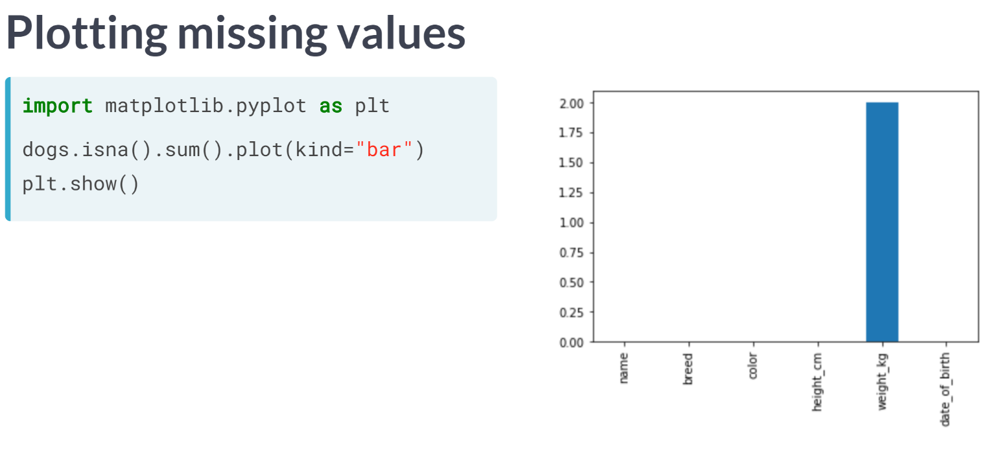 Plotting missing values
import matplotlib.pyplot as plt
dogs.isna().sum().plot(kind="bar")
plt.show()
2.00
1.75
1.50
1.25
1.00
0.75
0.50
0.25
0.00
name
breed
color
height_cm
weight_kg
date_of_birth